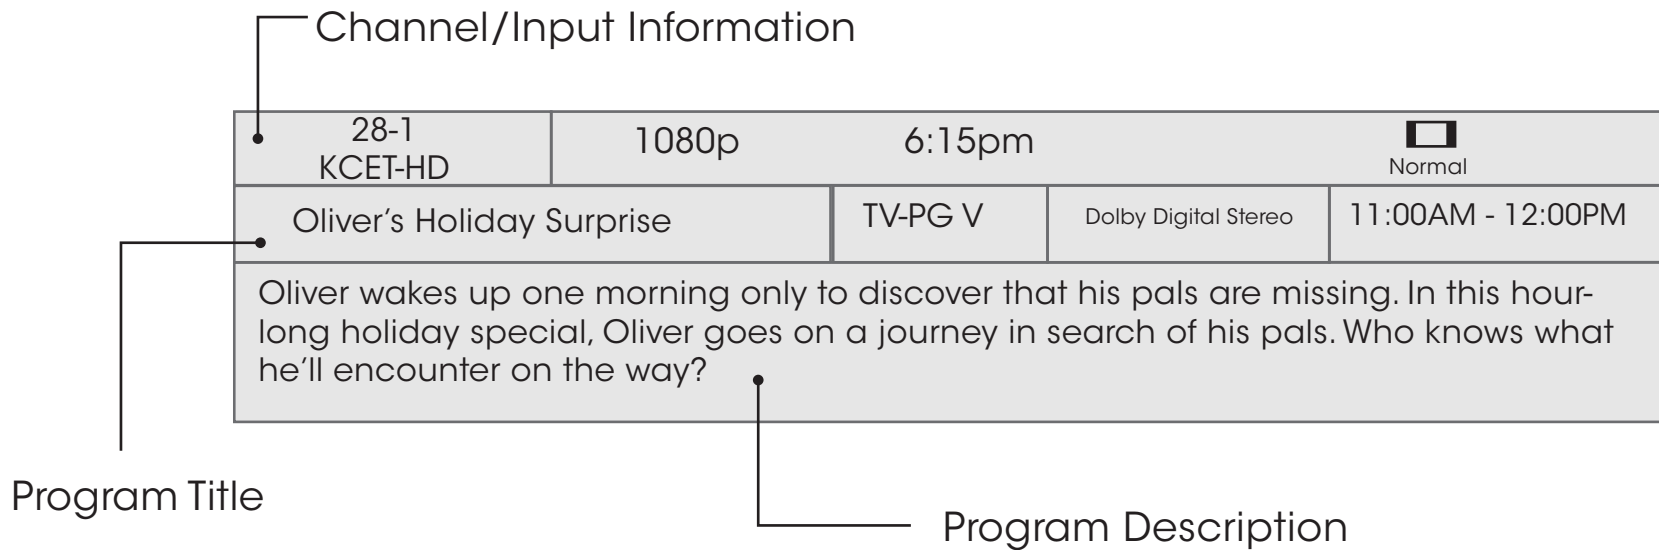 Channel/Input Information
28-1
KCET-HD
1080p
6:15pm
Normal
Oliver's Holiday Surprise
TV-PG V
Dolby Digital Stereo
11:00AM - 12:00PM
Oliver wakes up one morning only to discover that his pals are missing. In this hour-
long holiday special, Oliver goes on a journey in search of his pals. Who knows what
he'll encounter on the way?
Program Title
Program Description